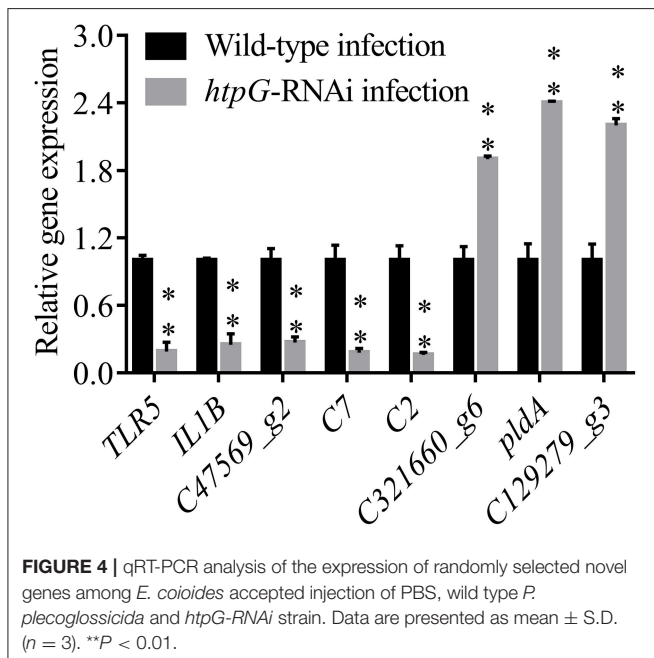 3.0
2.4
1.8
1.2
0.6
0.0
Relative gene expression
Wild-type infection
htpG-RNAi infection
* * * * * * * *
* * * * * * * *
TLR5
IL1B
C47569_g2
C7
C2
C321660_g6
pldA
C129279_g3
FIGURE 4 | qRT-PCR analysis of the expression of randomly selected novel
genes among E. coioides accepted injection of PBS, wild type P.
plecoglossicida and htpG-RNAi strain. Data are presented as mean ± S.D.
(n = 3). **P < 0.01.